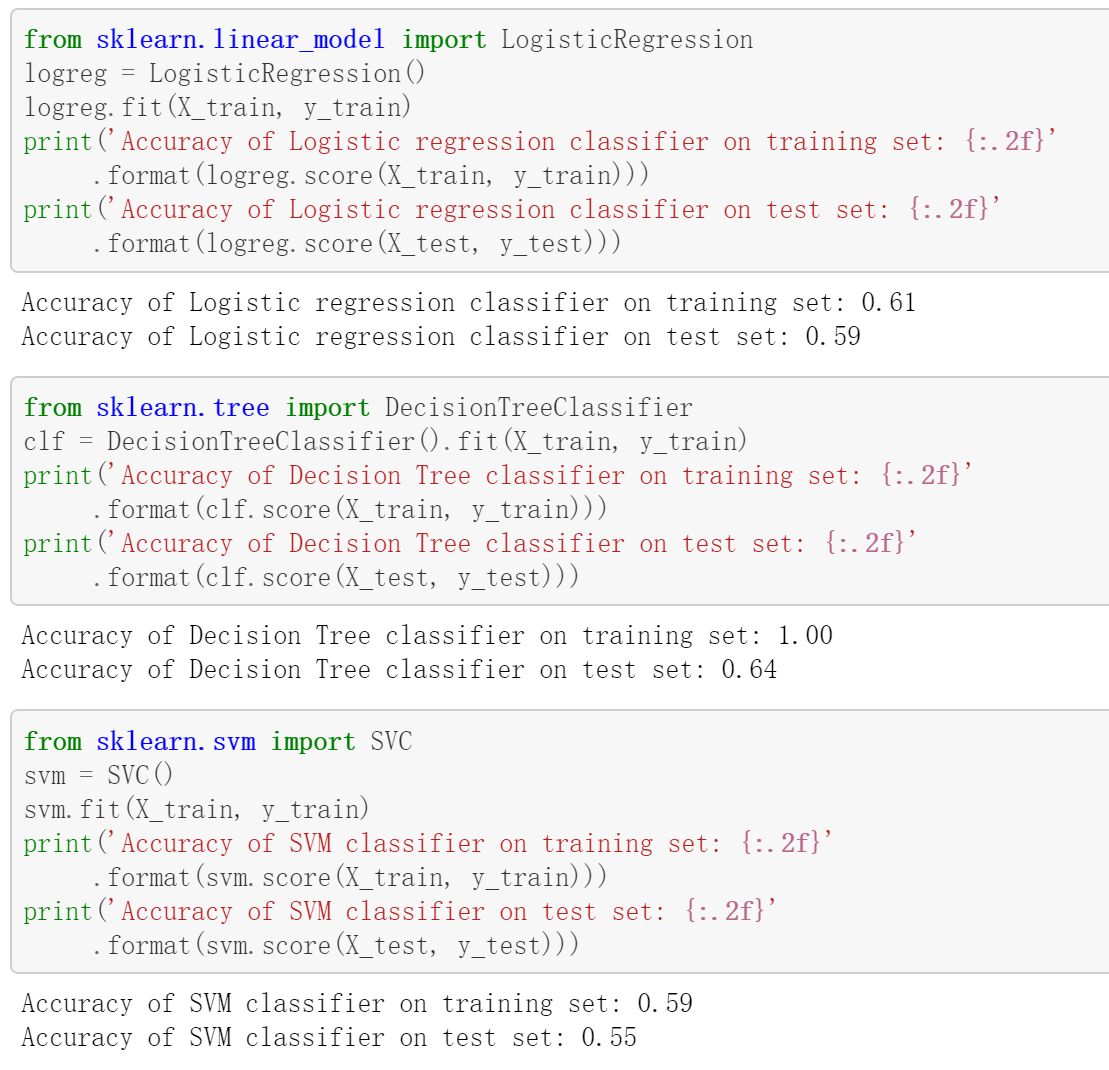 from sklearn.linear_model import LogisticRegression
logreg = LogisticRegression()
logreg.fit(X_train, y_train)
print('Accuracy of Logistic regression classifier on training set: {:.2f}'
     .format(logreg.score(X_train, y_train)))
print('Accuracy of Logistic regression classifier on test set: {:.2f}'
     .format(logreg.score(X_test, y_test)))
Accuracy of Logistic regression classifier on training set: 0.61
Accuracy of Logistic regression classifier on test set: 0.59
from sklearn.tree import DecisionTreeClassifier
clf = DecisionTreeClassifier().fit(X_train, y_train)
print('Accuracy of Decision Tree classifier on training set: {:.2f}'
     .format(clf.score(X_train, y_train)))
print('Accuracy of Decision Tree classifier on test set: {:.2f}'
     .format(clf.score(X_test, y_test)))
Accuracy of Decision Tree classifier on training set: 1.00
Accuracy of Decision Tree classifier on test set: 0.64
from sklearn.svm import SVC
svm = SVC()
svm.fit(X_train, y_train)
print('Accuracy of SVM classifier on training set: {:.2f}'
     .format(svm.score(X_train, y_train)))
print('Accuracy of SVM classifier on test set: {:.2f}'
     .format(svm.score(X_test, y_test)))
Accuracy of SVM classifier on training set: 0.59
Accuracy of SVM classifier on test set: 0.55